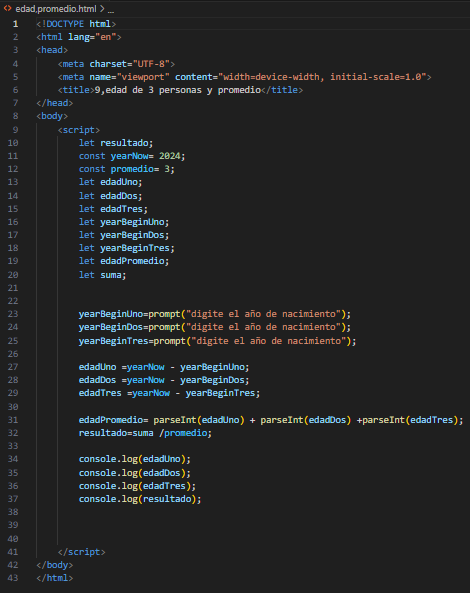 edad,promedio.html > ...
1 <!DOCTYPE html>
2 <html lang="en">
3 <head>
4     <meta charset="UTF-8">
5     <meta name="viewport" content="width=device-width, initial-scale=1.0">
6     <title>9,edad de 3 personas y promedio</title>
7 </head>
8 <body>
9     <script>
10         let resultado;
11         const yearNow= 2024;
12         const promedio= 3;
13         let edadUno;
14         let edadDos;
15         let edadTres;
16         let yearBeginUno;
17         let yearBeginDos;
18         let yearBeginTres;
19         let edadPromedio;
20         let suma;
21
22
23         yearBeginUno=prompt("digite el año de nacimiento");
24         yearBeginDos=prompt("digite el año de nacimiento");
25         yearBeginTres=prompt("digite el año de nacimiento");
26
27         edadUno =yearNow - yearBeginUno;
28         edadDos =yearNow - yearBeginDos;
29         edadTres =yearNow - yearBeginTres;
30
31         edadPromedio= parseInt(edadUno) + parseInt(edadDos) +parseInt(edadTres);
32         resultado=suma /promedio;
33
34         console.log(edadUno);
35         console.log(edadDos);
36         console.log(edadTres);
37         console.log(resultado);
38
39
40
41     </script>
42 </body>
43 </html>